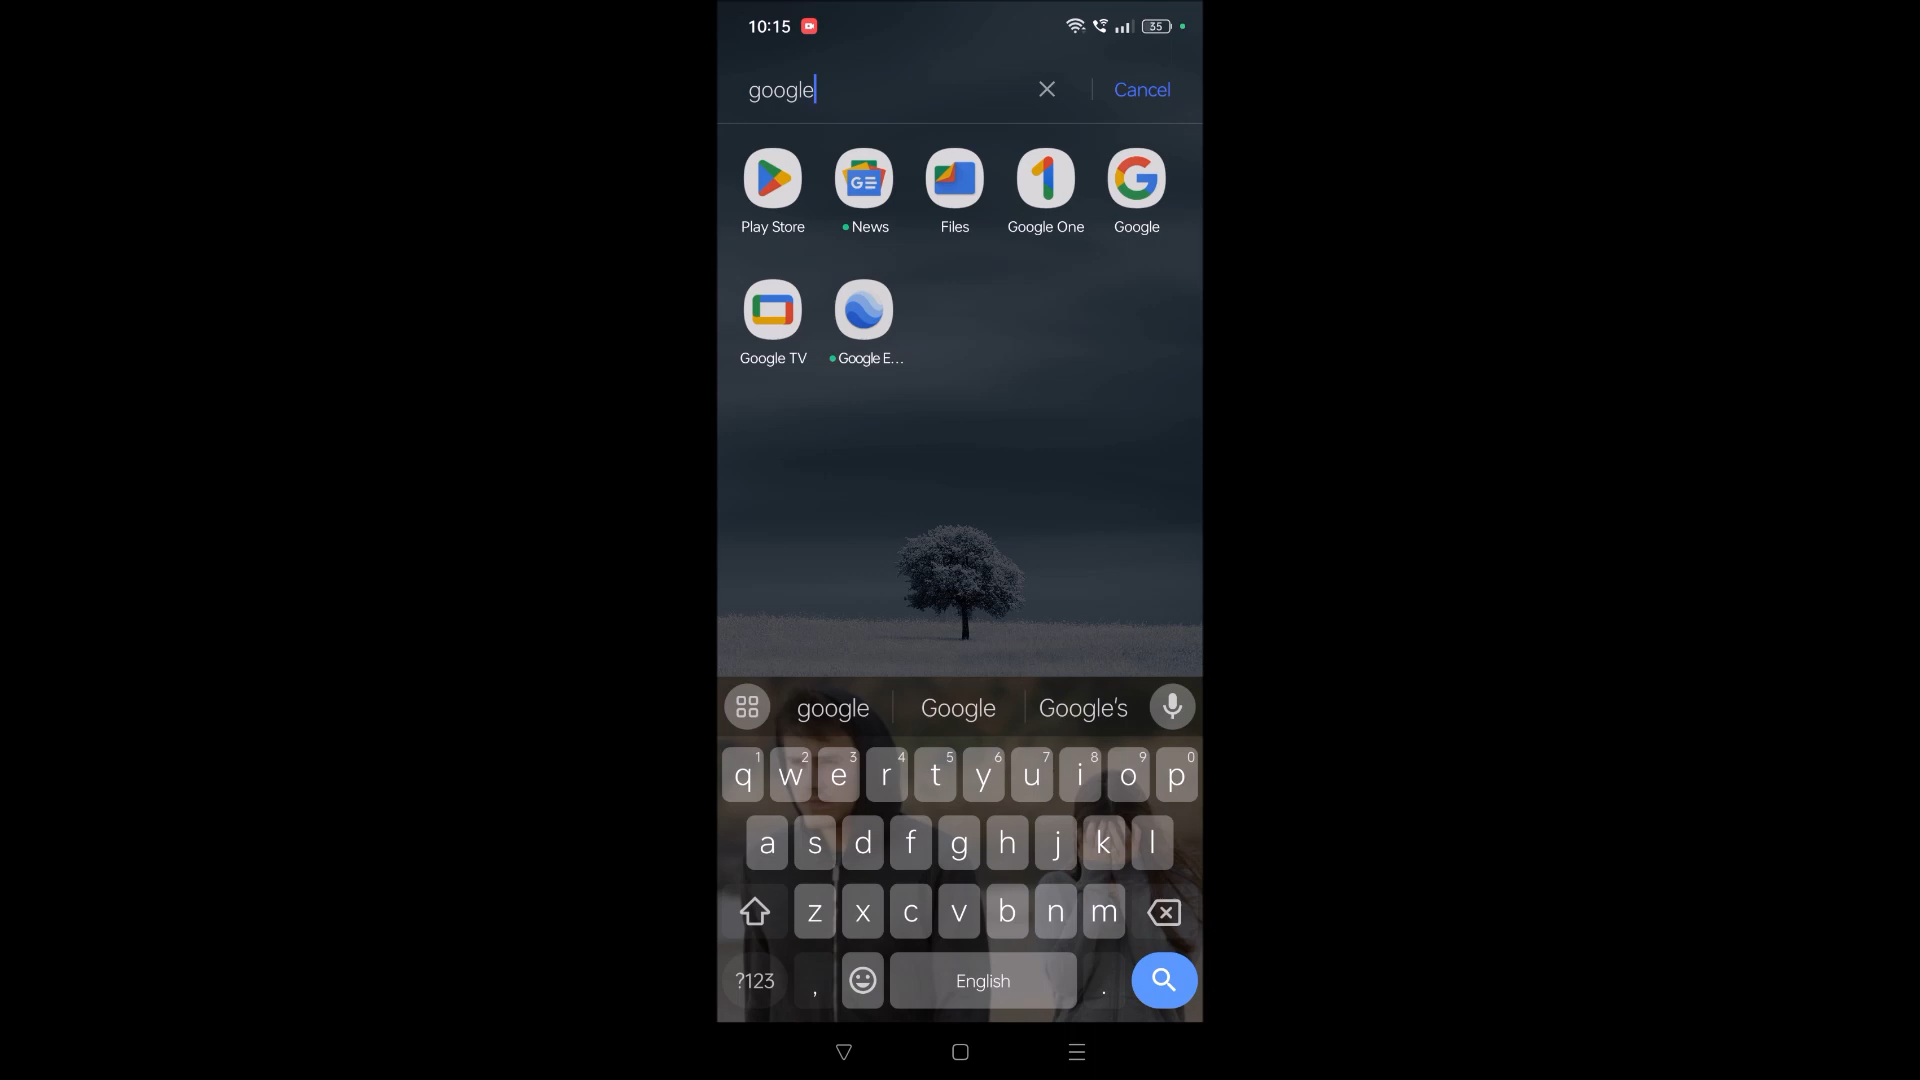 10:15 35
google Cancel
Play Store News Files Google One Google
Google TV Google E...
google Google Google's
1 2 3 4 5 6 7 8 9 0
q w e r t y u i o p
a s d f g h j k l
z x c v b n m
?123 , English .